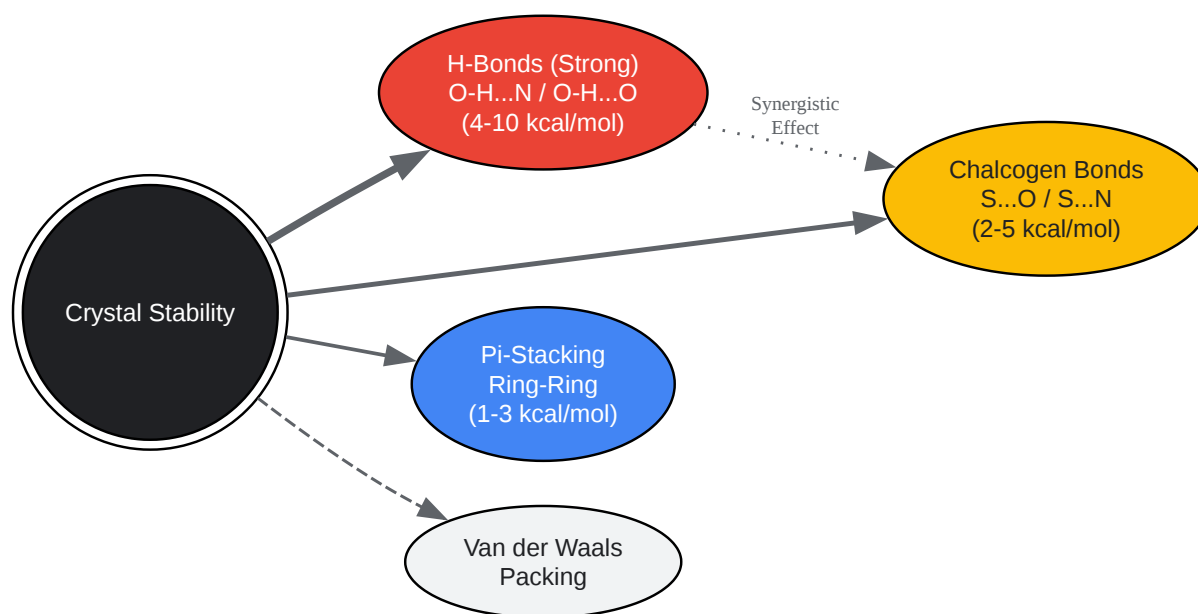 H-Bonds (Strong)
O-H...N / O-H...O
(4-10 kcal/mol)
Synergistic
Effect
Chalcogen Bonds
S...O / S...N
(2-5 kcal/mol)
Crystal Stability
Pi-Stacking
Ring-Ring
(1-3 kcal/mol)
Van der Waals
Packing